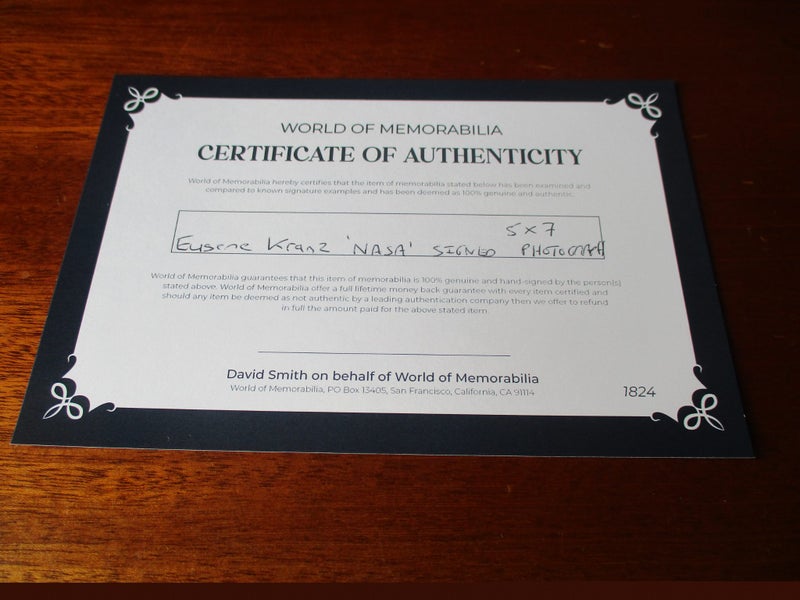 WORLD OF MEMORABILIA
CERTIFICATE OF AUTHENTICITY
World of Memorabilia hereby certifies that the item of memorabilia stated below has been examined and
compared to known signature examples and has been deemed as 100% genuine and authentic.
5x7
Eugene Kranz 'NASA' SIGNED PHOTOGRAPH
World of Memorabilia guarantees that this item of memorabilia is 100% genuine and hand-signed by the person(s)
stated above. World of Memorabilia offer a full lifetime money back guarantee with every item certified and
should any item be deemed as not authentic by a leading authentication company then we offer to refund
in full the amount paid for the above stated item.
David Smith on behalf of World of Memorabilia
World of Memorabilia, PO Box 13405, San Francisco, California, CA 91114
1824